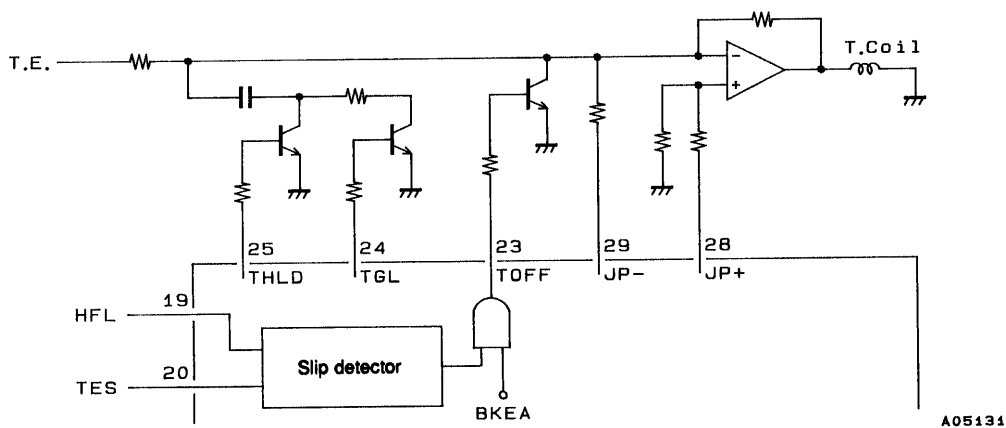 T.Coil
T.E.
−
+
25 24 23 29 28
THLD TGL TOFF JP− JP+
HFL 19
Slip detector
TES 20
BKEA
A05131